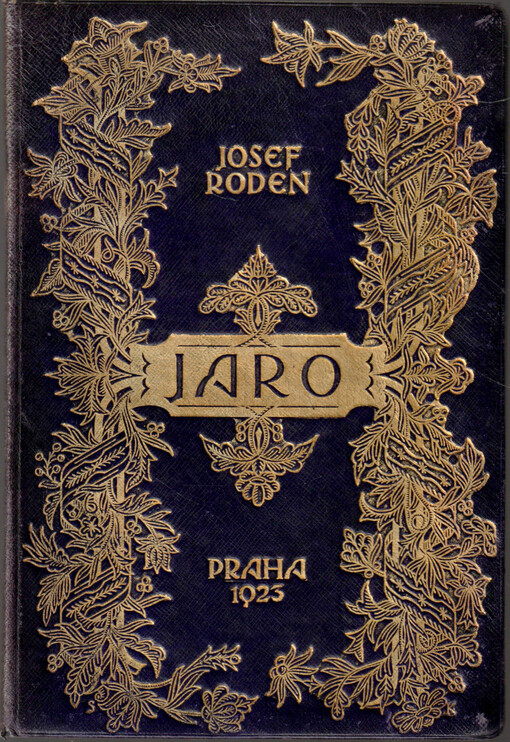 JOSEF
RODEN
JARO
PRAHA
1923